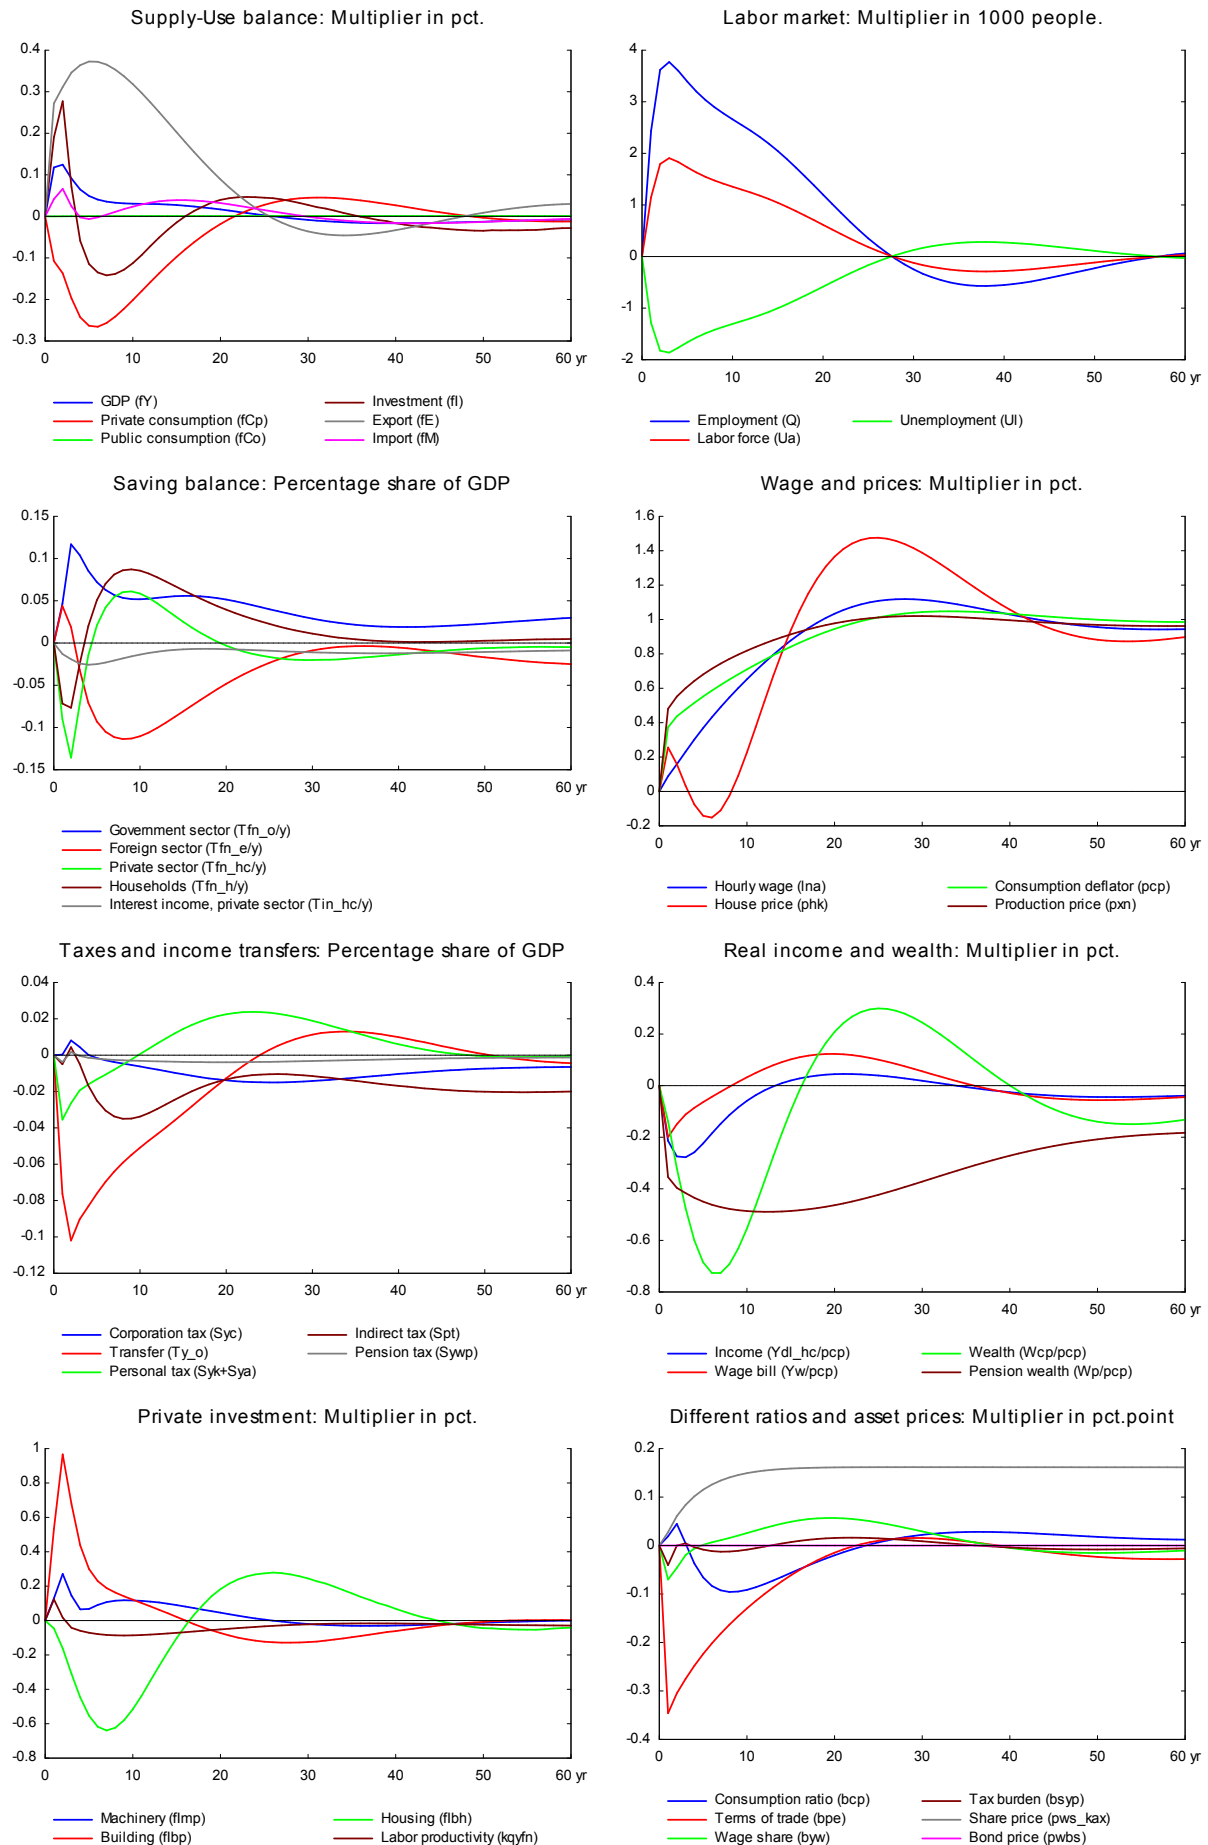 Supply-Use balance: Multiplier in pct.
0.4
0.3
0.2
0.1
0
-0.1
-0.2
-0.3
0 10 20 30 40 50 60 yr
GDP (fY) Investment (fI)
Private consumption (fCp) Export (fE)
Public consumption (fCo) Import (fM)
Labor market: Multiplier in 1000 people.
4
3
2
1
0
-1
-2
0 10 20 30 40 50 60 yr
Employment (Q) Unemployment (Ul)
Labor force (Ua)
Saving balance: Percentage share of GDP
0.15
0.1
0.05
0
-0.05
-0.1
-0.15
0 10 20 30 40 50 60 yr
Government sector (Tfn_o/y)
Foreign sector (Tfn_e/y)
Private sector (Tfn_hc/y)
Households (Tfn_h/y)
Interest income, private sector (Tin_hc/y)
Wage and prices: Multiplier in pct.
1.6
1.4
1.2
1.0
0.8
0.6
0.4
0.2
0
-0.2
0 10 20 30 40 50 60 yr
Hourly wage (lna) Consumption deflator (pcp)
House price (phk) Production price (pxn)
Taxes and income transfers: Percentage share of GDP
0.04
0.02
0
-0.02
-0.04
-0.06
-0.08
-0.1
-0.12
0 10 20 30 40 50 60 yr
Corporation tax (Syc) Indirect tax (Spt)
Transfer (Ty_o) Pension tax (Sywp)
Personal tax (Syk+Sya)
Real income and wealth: Multiplier in pct.
0.4
0.2
0
-0.2
-0.4
-0.6
-0.8
0 10 20 30 40 50 60 yr
Income (Ydl_hc/pcp) Wealth (Wcp/pcp)
Wage bill (Yw/pcp) Pension wealth (Wp/pcp)
Private investment: Multiplier in pct.
1
0.8
0.6
0.4
0.2
0
-0.2
-0.4
-0.6
-0.8
0 10 20 30 40 50 60 yr
Machinery (fImp) Housing (fIbh)
Building (fIbp) Labor productivity (kqyfn)
Different ratios and asset prices: Multiplier in pct.point
0.2
0.1
0
-0.1
-0.2
-0.3
-0.4
0 10 20 30 40 50 60 yr
Consumption ratio (bcp) Tax burden (bsyp)
Terms of trade (bpe) Share price (pws_kax)
Wage share (byw) Bond price (pwbs)